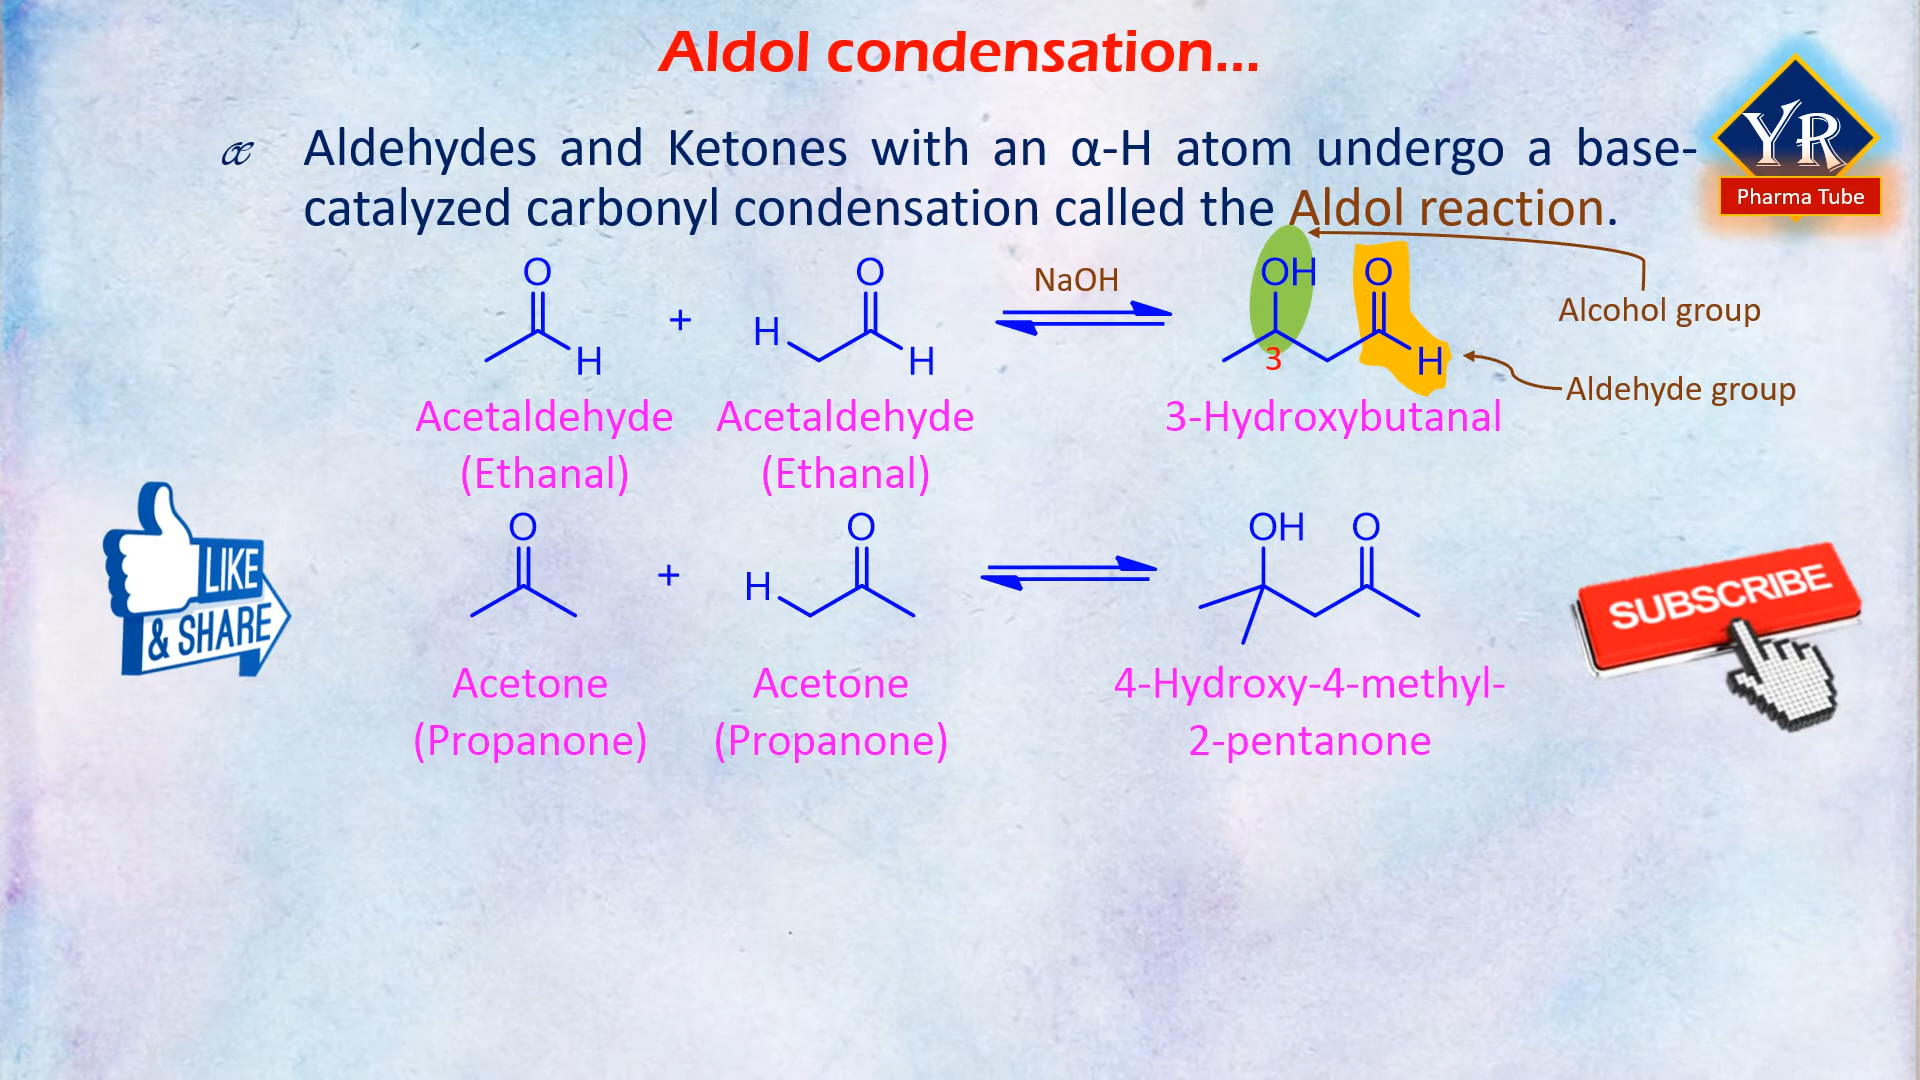 Aldol condensation...
YR
Pharma Tube
œ Aldehydes and Ketones with an α-H atom undergo a base-
catalyzed carbonyl condensation called the Aldol reaction.
O
H
+
H
O
H
NaOH
OH
O
3
H
Alcohol group
Aldehyde group
Acetaldehyde
(Ethanal)
Acetaldehyde
(Ethanal)
3-Hydroxybutanal
O
+
H
O
OH
O
Acetone
(Propanone)
Acetone
(Propanone)
4-Hydroxy-4-methyl-
2-pentanone
LIKE
& SHARE
SUBSCRIBE